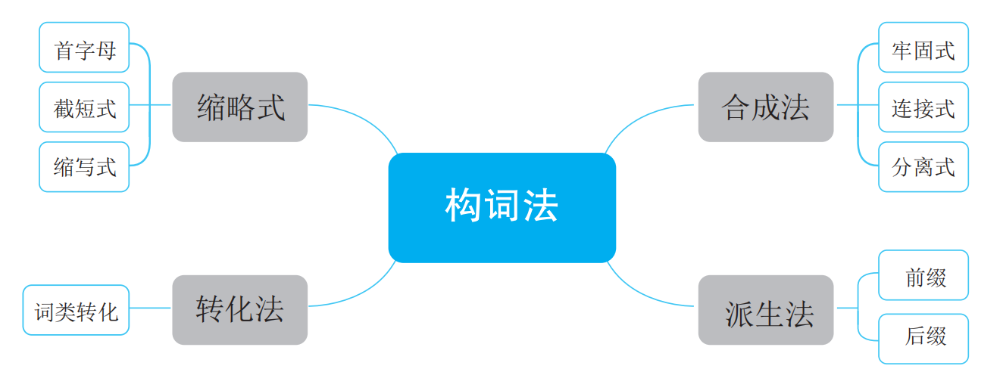 首字母
截短式
缩写式
缩略式
词类转化
转化法
构词法
合成法
牢固式
连接式
分离式
派生法
前缀
后缀